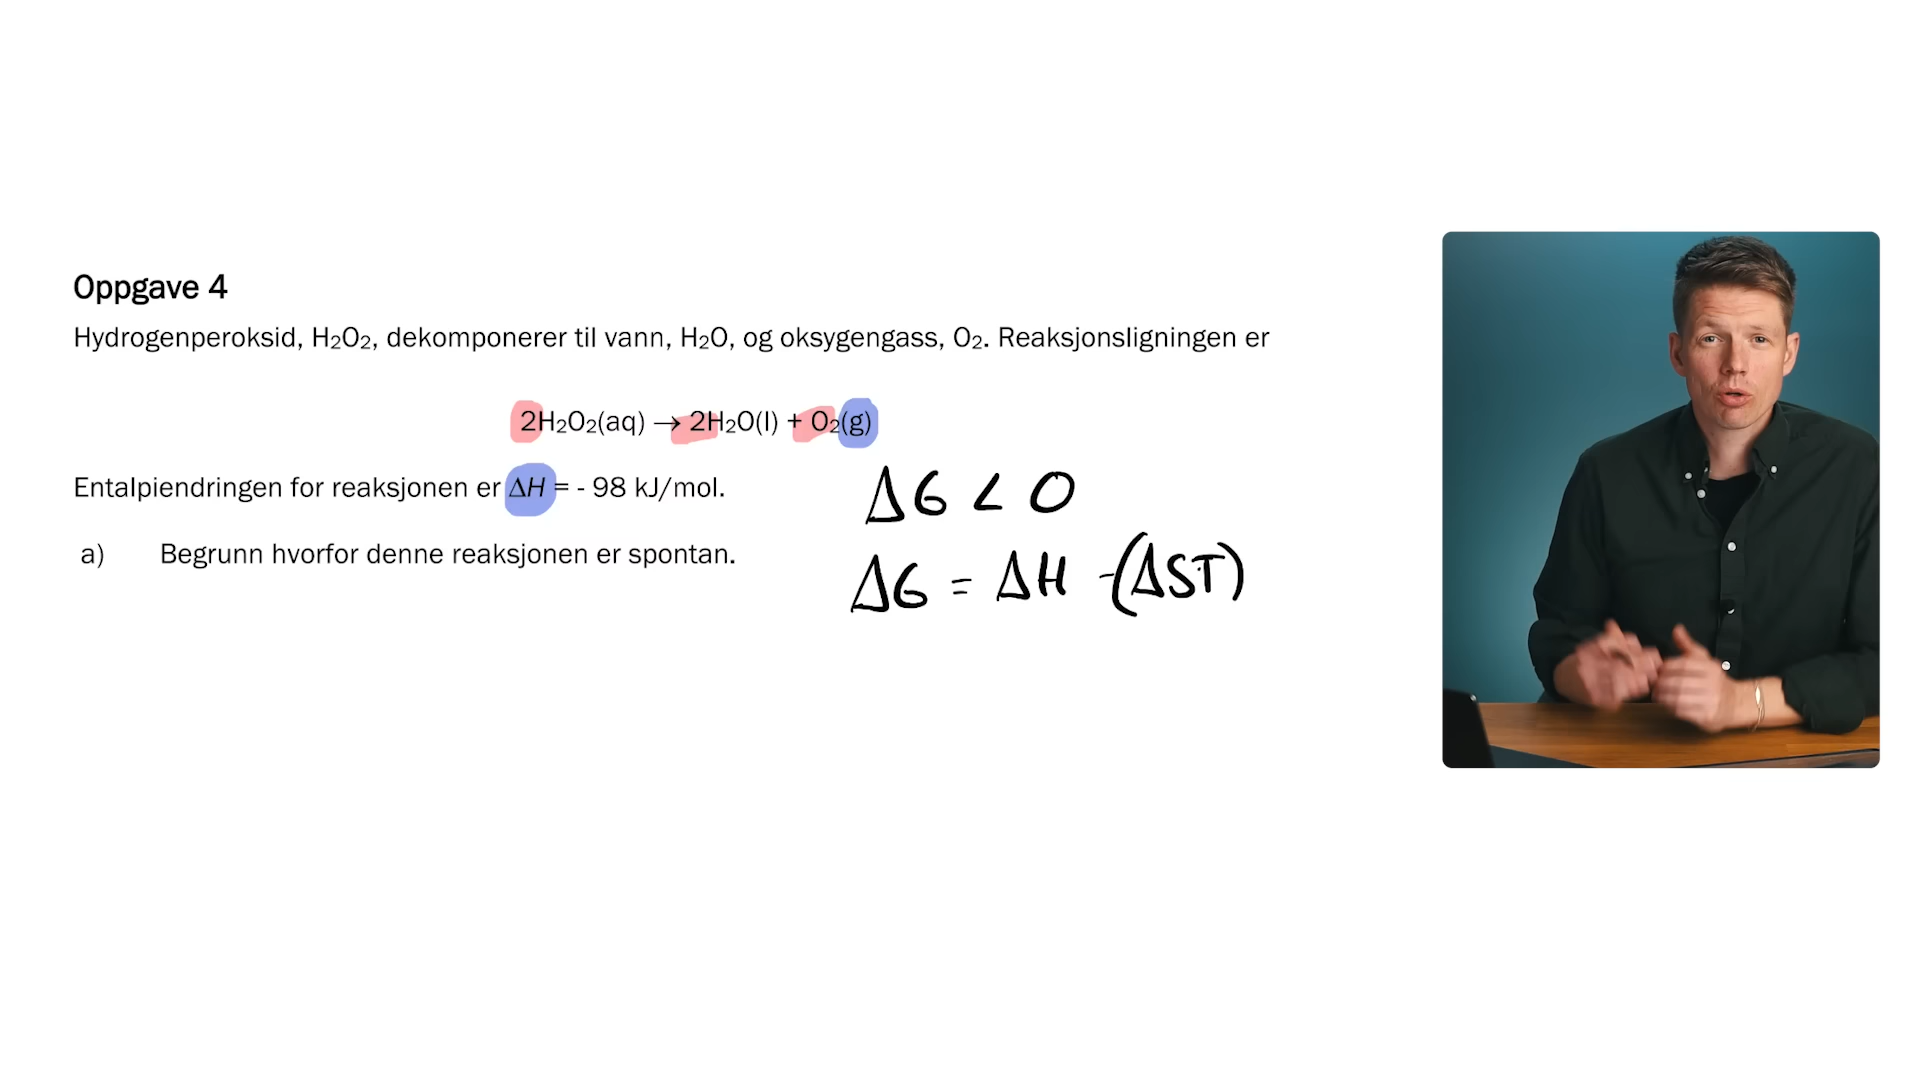 Oppgave 4
Hydrogenperoksid, H₂O₂, dekomponerer til vann, H₂O, og oksygengass, O₂. Reaksjonsligningen er
2H₂O₂(aq) → 2H₂O(l) + O₂(g)
Entalpiendringen for reaksjonen er ΔH = - 98 kJ/mol.
ΔG < 0
a) Begrunn hvorfor denne reaksjonen er spontan.
ΔG = ΔH -(ΔST)